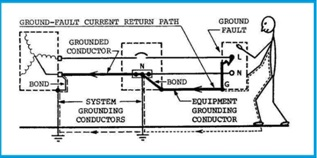 GROUND-FAULT CURRENT RETURN PATH
GROUND
FAULT
GROUNDED
CONDUCTOR
L
N
N
G
BOND
BOND
SYSTEM
GROUNDING
CONDUCTORS
EQUIPMENT
GROUNDING
CONDUCTOR